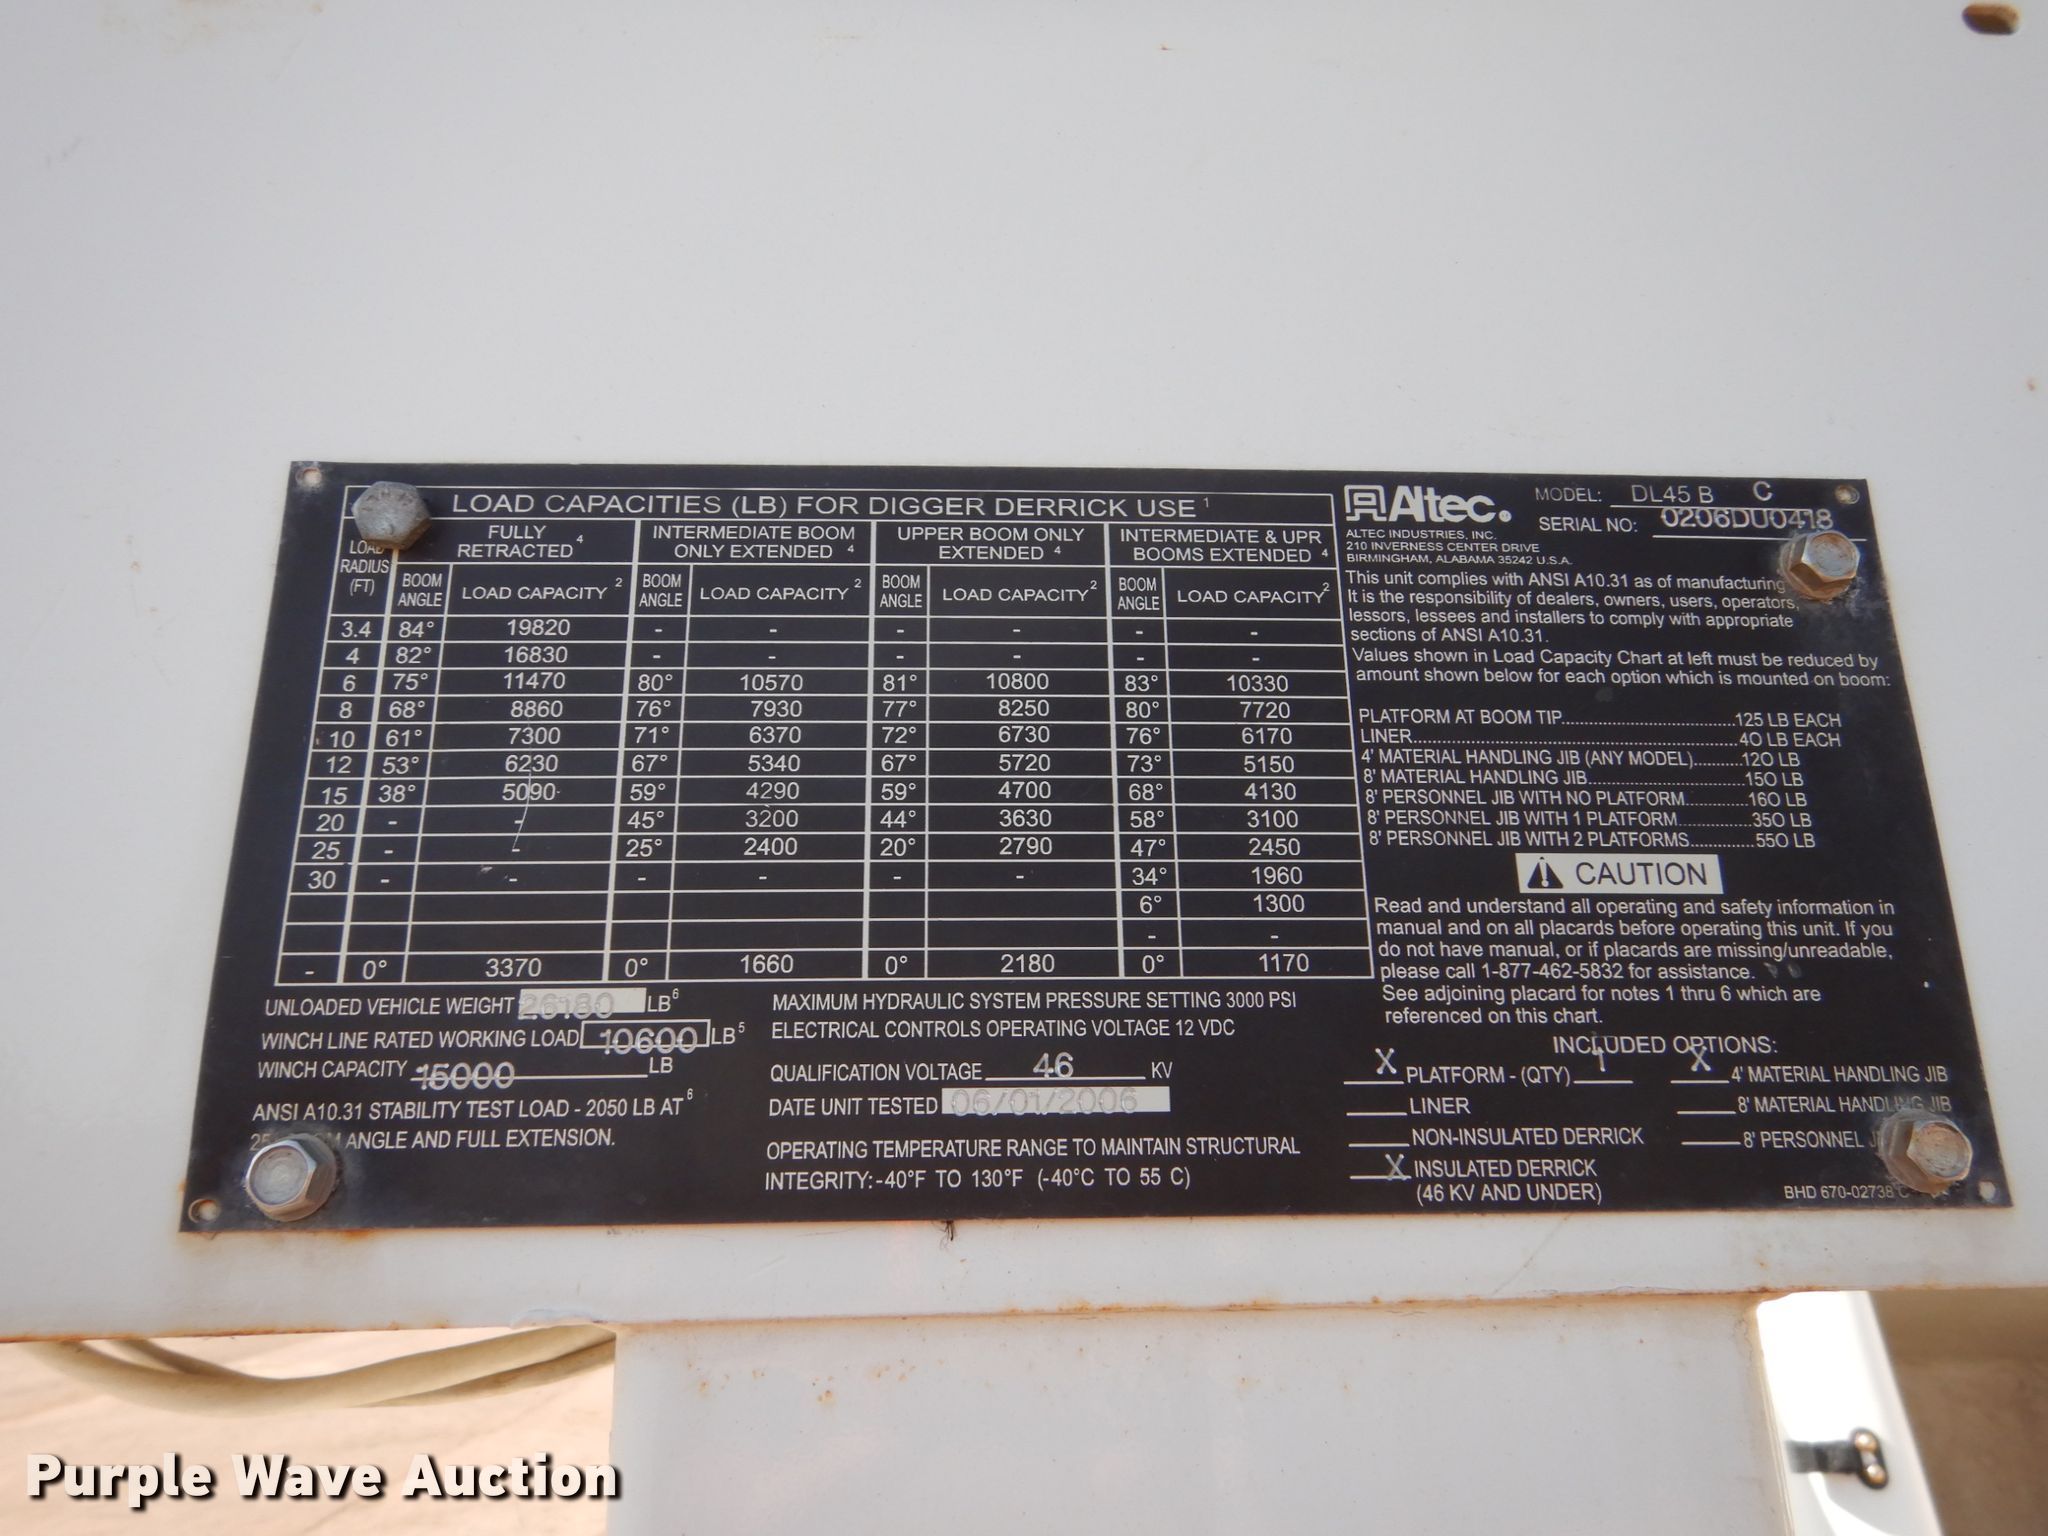 LOAD CAPACITIES (LB) FOR DIGGER DERRICK USE 1
LOAD RADIUS (FT) | FULLY RETRACTED 4 | INTERMEDIATE BOOM ONLY EXTENDED 4 | UPPER BOOM ONLY EXTENDED 4 | INTERMEDIATE & UPR BOOMS EXTENDED 4
BOOM ANGLE | LOAD CAPACITY 2 | BOOM ANGLE | LOAD CAPACITY 2 | BOOM ANGLE | LOAD CAPACITY 2 | BOOM ANGLE | LOAD CAPACITY 2
3.4 | 84° | 19820 | - | - | - | - | - | -
4 | 82° | 16830 | - | - | - | - | - | -
6 | 75° | 11470 | 80° | 10570 | 81° | 10800 | 83° | 10330
8 | 68° | 8860 | 76° | 7930 | 77° | 8250 | 80° | 7720
10 | 61° | 7300 | 71° | 6370 | 72° | 6730 | 76° | 6170
12 | 53° | 6230 | 67° | 5340 | 67° | 5720 | 73° | 5150
15 | 38° | 5090 | 59° | 4290 | 59° | 4700 | 68° | 4130
20 | - | - | 45° | 3200 | 44° | 3630 | 58° | 3100
25 | - | - | 25° | 2400 | 20° | 2790 | 47° | 2450
30 | - | - | - | - | - | - | 34° | 1960
6° | 1300
- | -
- | 0° | 3370 | 0° | 1660 | 0° | 2180 | 0° | 1170
UNLOADED VEHICLE WEIGHT 26180 LB 6
WINCH LINE RATED WORKING LOAD 10600 LB 5
WINCH CAPACITY 15000 LB
ANSI A10.31 STABILITY TEST LOAD - 2050 LB AT 6
ANGLE AND FULL EXTENSION.
MAXIMUM HYDRAULIC SYSTEM PRESSURE SETTING 3000 PSI
ELECTRICAL CONTROLS OPERATING VOLTAGE 12 VDC
QUALIFICATION VOLTAGE 46 KV
DATE UNIT TESTED 06/01/2006
OPERATING TEMPERATURE RANGE TO MAINTAIN STRUCTURAL
INTEGRITY: -40°F TO 130°F (-40°C TO 55 C)
Altec.
MODEL: DL45 B C
SERIAL NO: 0206DU0418
ALTEC INDUSTRIES, INC.
210 INVERNESS CENTER DRIVE
BIRMINGHAM, ALABAMA 35242 U.S.A.
This unit complies with ANSI A10.31 as of manufacturing
It is the responsibility of dealers, owners, users, operators,
lessors, lessees and installers to comply with appropriate
sections of ANSI A10.31.
Values shown in Load Capacity Chart at left must be reduced by
amount shown below for each option which is mounted on boom:
PLATFORM AT BOOM TIP...125 LB EACH
LINER...40 LB EACH
4' MATERIAL HANDLING JIB (ANY MODEL)...120 LB
8' MATERIAL HANDLING JIB...150 LB
8' PERSONNEL JIB WITH NO PLATFORM...160 LB
8' PERSONNEL JIB WITH 1 PLATFORM...350 LB
8' PERSONNEL JIB WITH 2 PLATFORMS...550 LB
CAUTION
Read and understand all operating and safety information in
manual and on all placards before operating this unit. If you
do not have manual, or if placards are missing/unreadable,
please call 1-877-462-5832 for assistance.
See adjoining placard for notes 1 thru 6 which are
referenced on this chart.
INCLUDED OPTIONS:
X PLATFORM - (QTY) 1
X 4' MATERIAL HANDLING JIB
LINER
8' MATERIAL HANDLING JIB
NON-INSULATED DERRICK
8' PERSONNEL
X INSULATED DERRICK
(46 KV AND UNDER)
BHD 670-02738
Purple Wave Auction